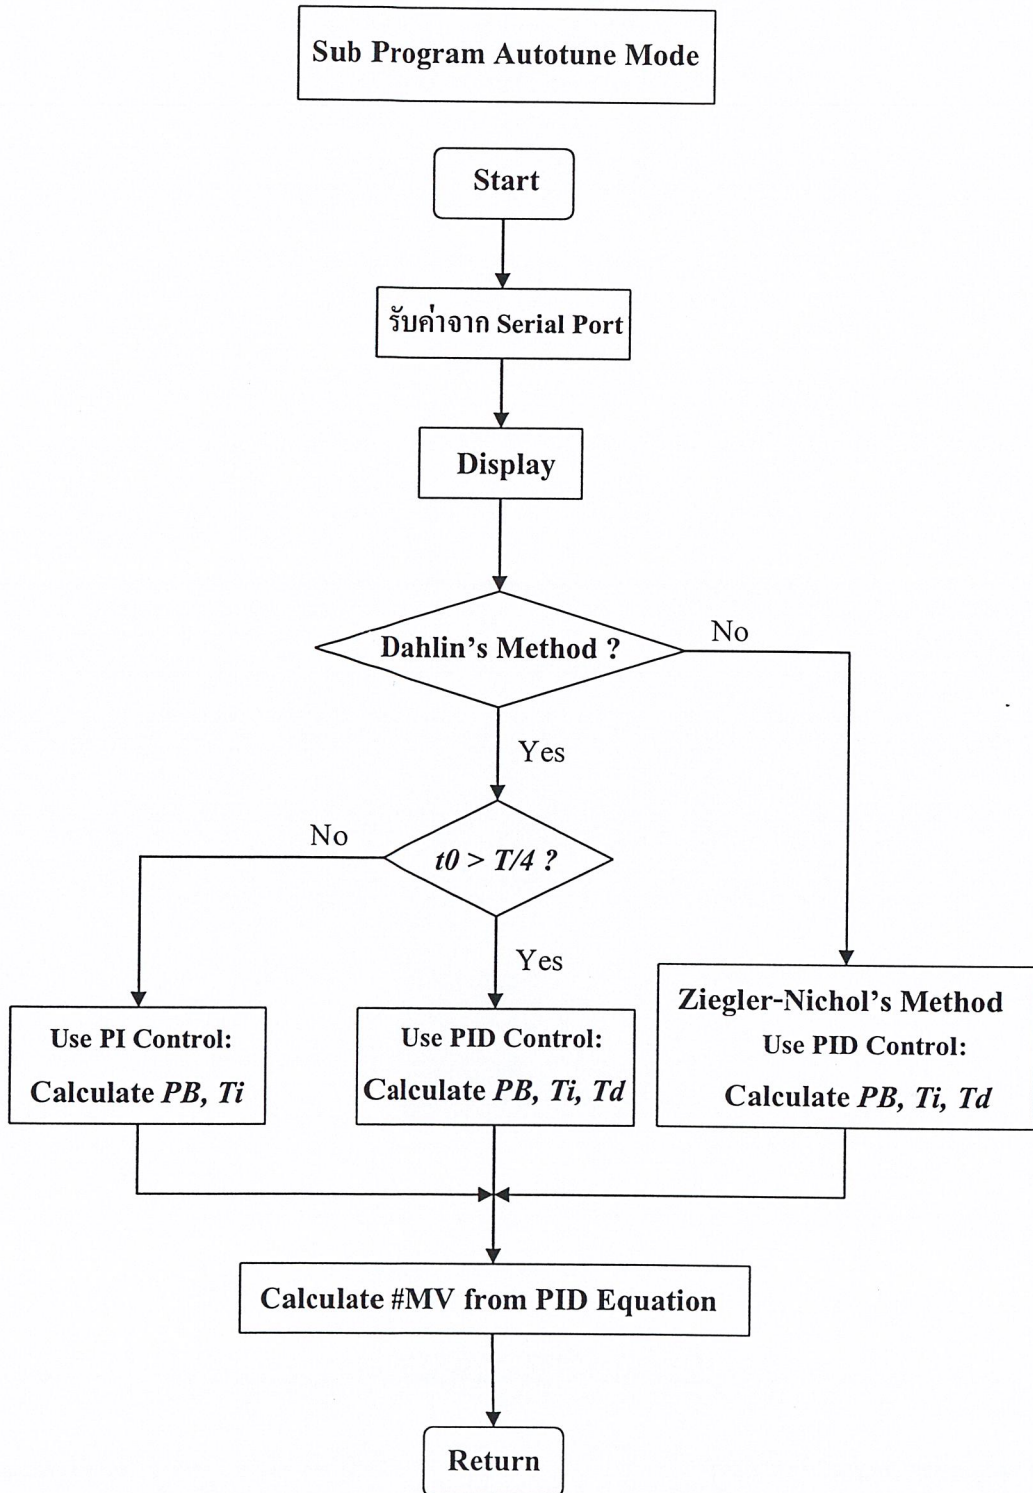 Sub Program Autotune Mode
Start
รับค่าจาก Serial Port
Display
Dahlin's Method ?
No
Yes
No
t0 > T/4 ?
Yes
Use PI Control:
Calculate PB, Ti
Use PID Control:
Calculate PB, Ti, Td
Ziegler-Nichol's Method
Use PID Control:
Calculate PB, Ti, Td
Calculate #MV from PID Equation
Return